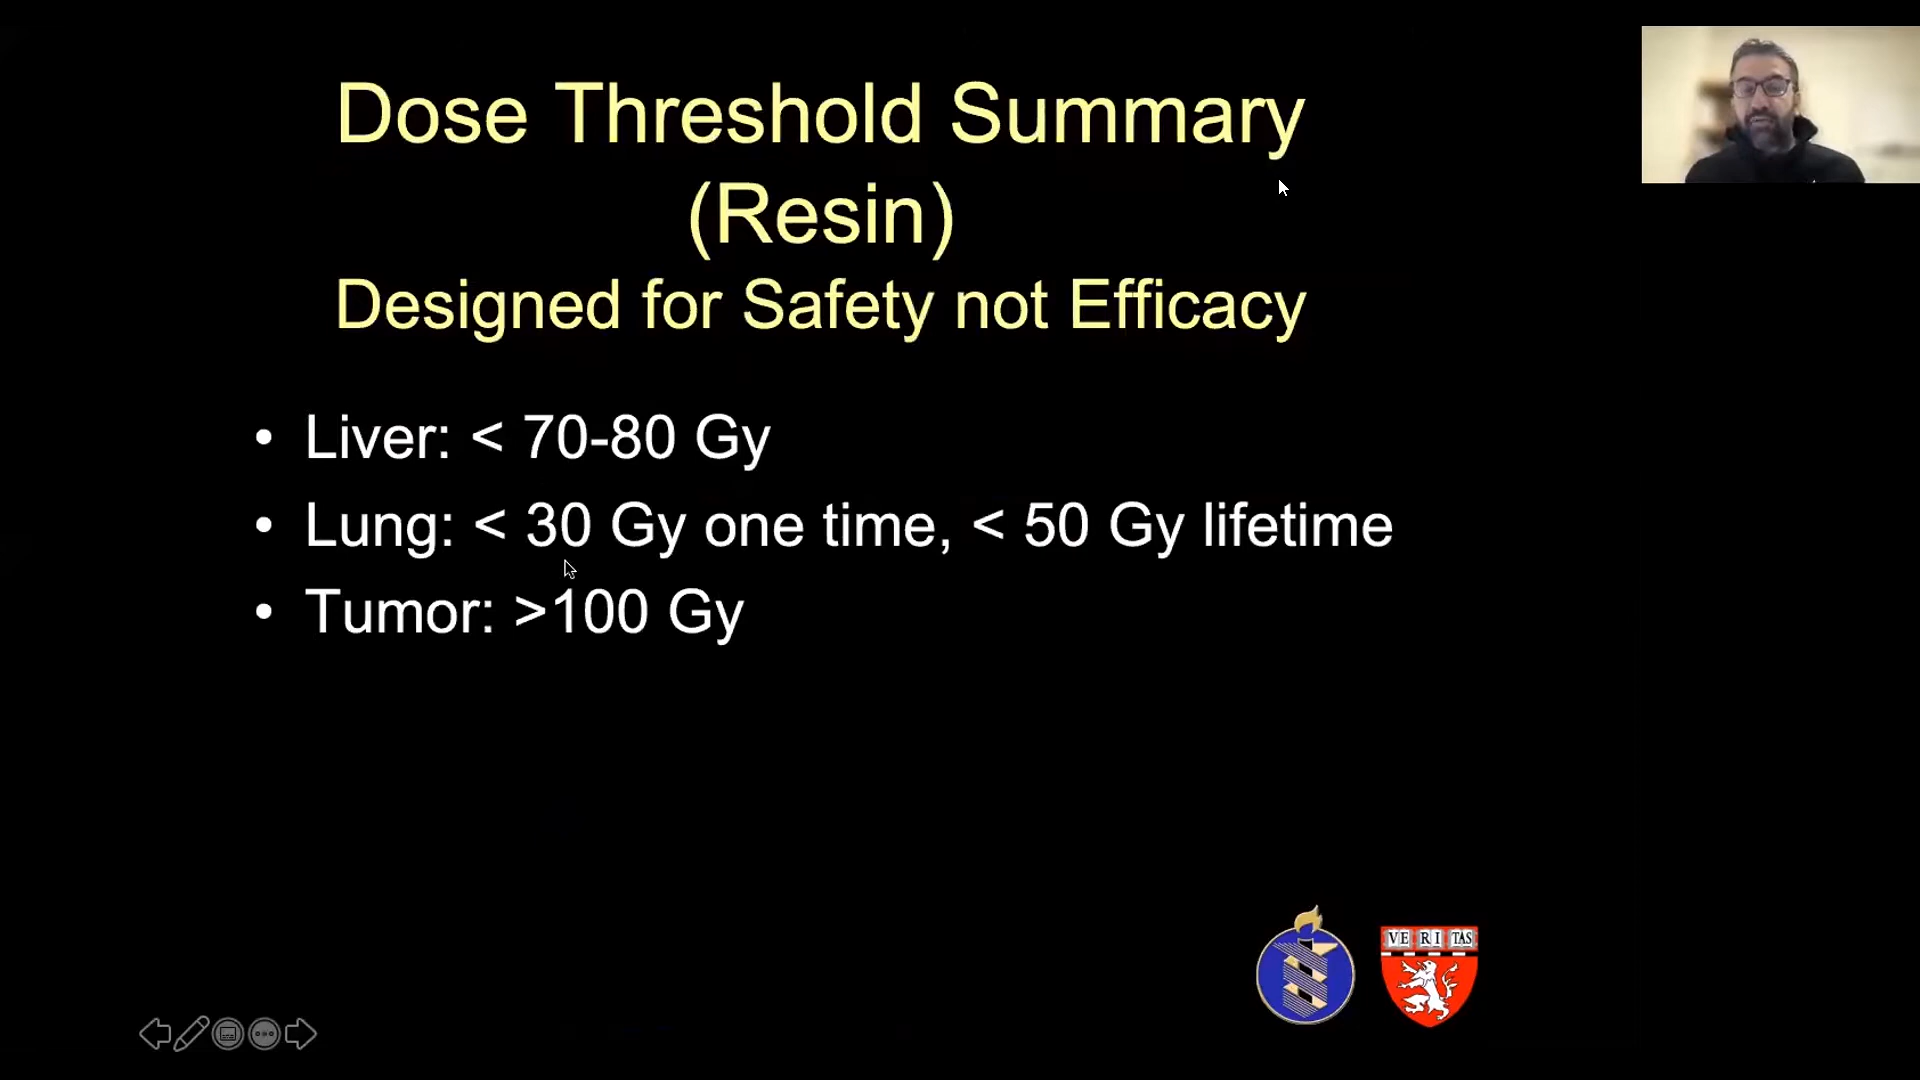 Dose Threshold Summary
(Resin)
Designed for Safety not Efficacy
• Liver: < 70-80 Gy
• Lung: < 30 Gy one time, < 50 Gy lifetime
• Tumor: >100 Gy
VE RI TAS